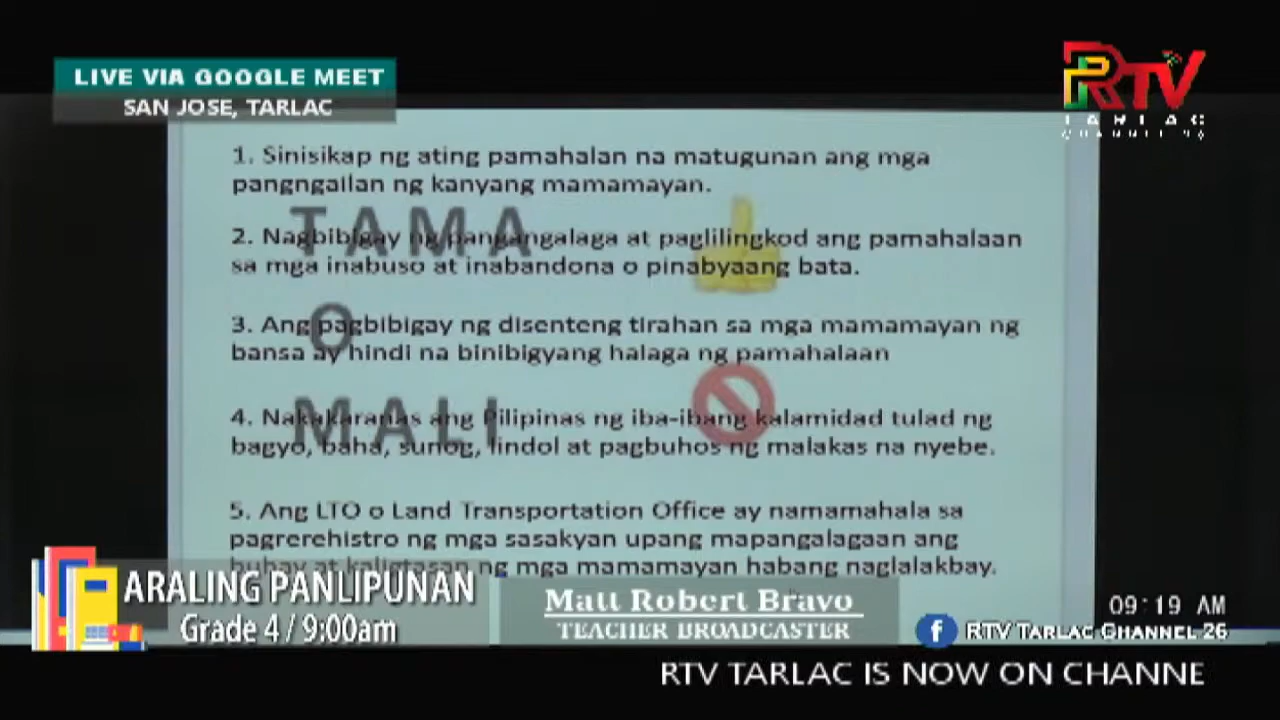 LIVE VIA GOOGLE MEET
SAN JOSE, TARLAC
RTV
TARLAC
1. Sinisikap ng ating pamahalan na matugunan ang mga
pangngailan ng kanyang mamamayan.
TAMA
2. Nagbibigay ng pangangalaga at paglilingkod ang pamahalaan
sa mga inabuso at inabandona o pinabyaang bata.
O
3. Ang pagbibigay ng disenteng tirahan sa mga mamamayan ng
bansa ay hindi na binibigyang halaga ng pamahalaan
MALI
4. Nakakaranas ang Pilipinas ng iba-ibang kalamidad tulad ng
bagyo, baha, sunog, lindol at pagbuhos ng malakas na nyebe.
5. Ang LTO o Land Transportation Office ay namamahala sa
pagrerehistro ng mga sasakyan upang mapangalagaan ang
buhay at kaligtasan ng mga mamamayan habang naglalakbay.
ARALING PANLIPUNAN
Grade 4 / 9:00am
Matt Robert Bravo
TEACHER BROADCASTER
09:19 AM
f RTV TARLAC CHANNEL 26
RTV TARLAC IS NOW ON CHANNE